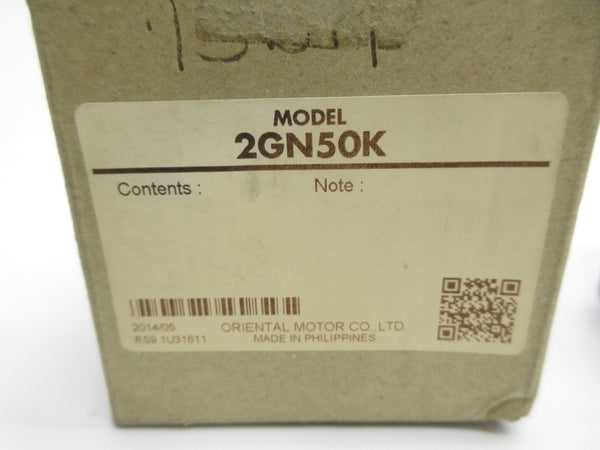 MODEL
2GN50K
Contents :
Note :
2014/05
ORIENTAL MOTOR CO.,LTD.
RS9 1U31611
MADE IN PHILIPPINES